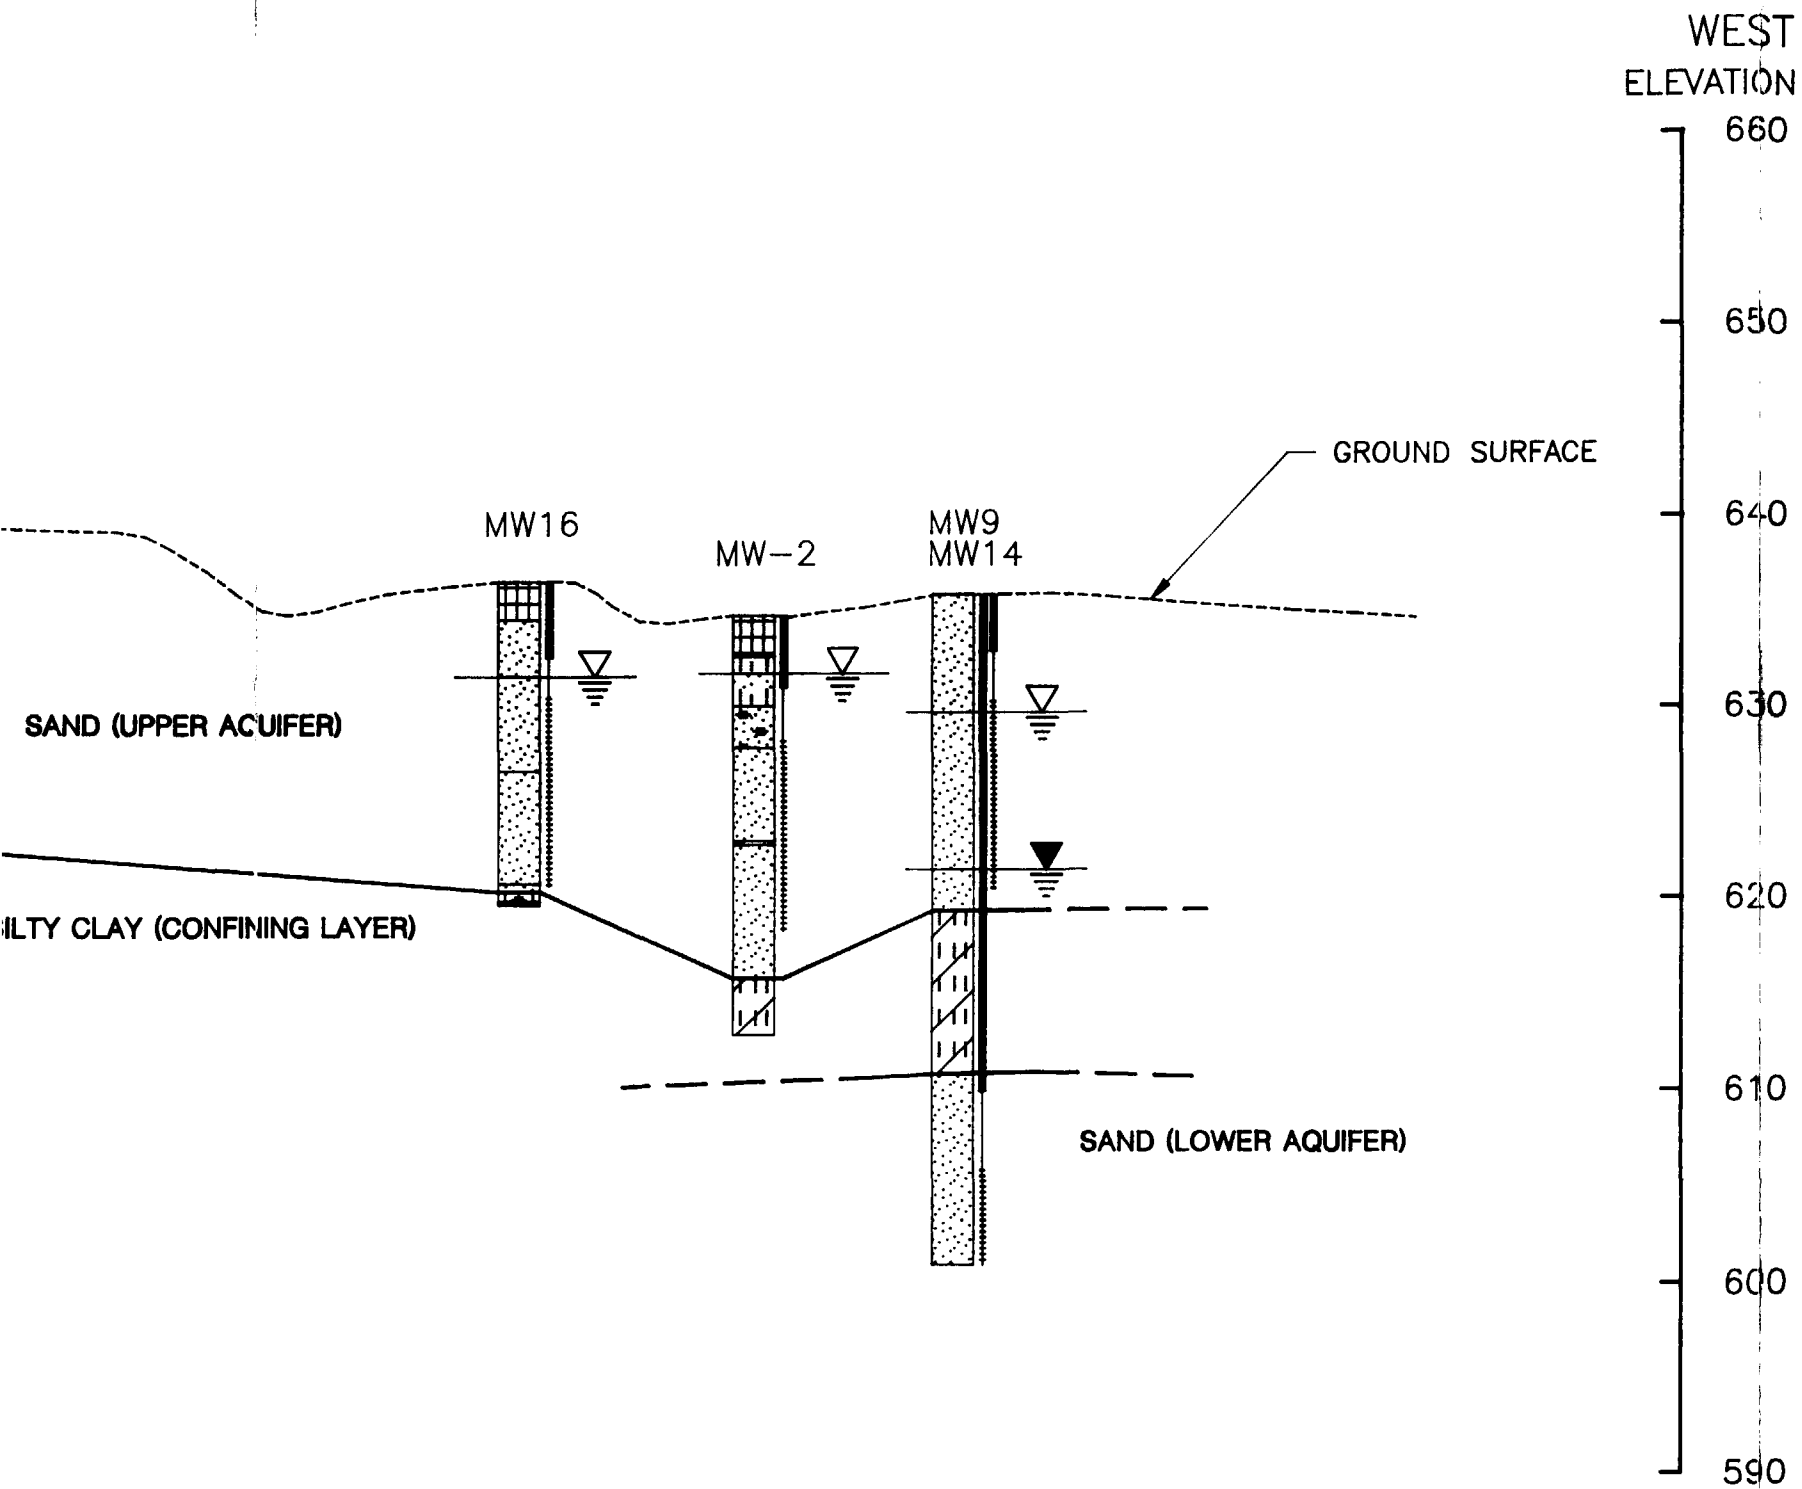 WEST
ELEVATION
660
650
GROUND SURFACE
640
MW16
MW-2
MW9
MW14
630
SAND (UPPER ACUIFER)
620
ILTY CLAY (CONFINING LAYER)
610
SAND (LOWER AQUIFER)
600
590